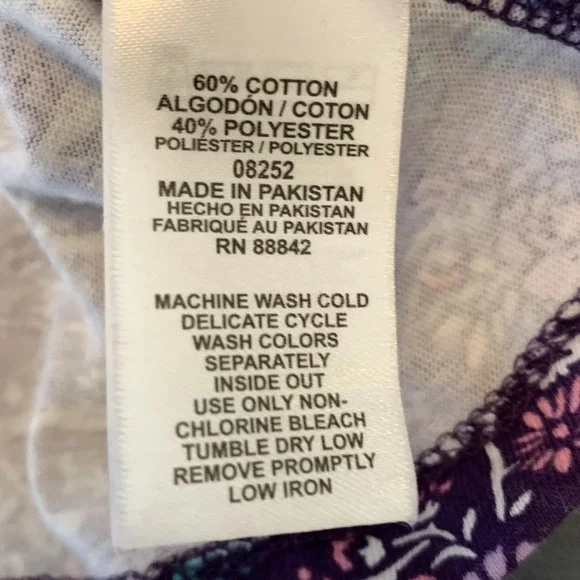 60% COTTON
ALGODÓN / COTON
40% POLYESTER
POLIÉSTER / POLYESTER
08252
MADE IN PAKISTAN
HECHO EN PAKISTAN
FABRIQUÉ AU PAKISTAN
RN 88842
MACHINE WASH COLD
DELICATE CYCLE
WASH COLORS
SEPARATELY
INSIDE OUT
USE ONLY NON-
CHLORINE BLEACH
TUMBLE DRY LOW
REMOVE PROMPTLY
LOW IRON